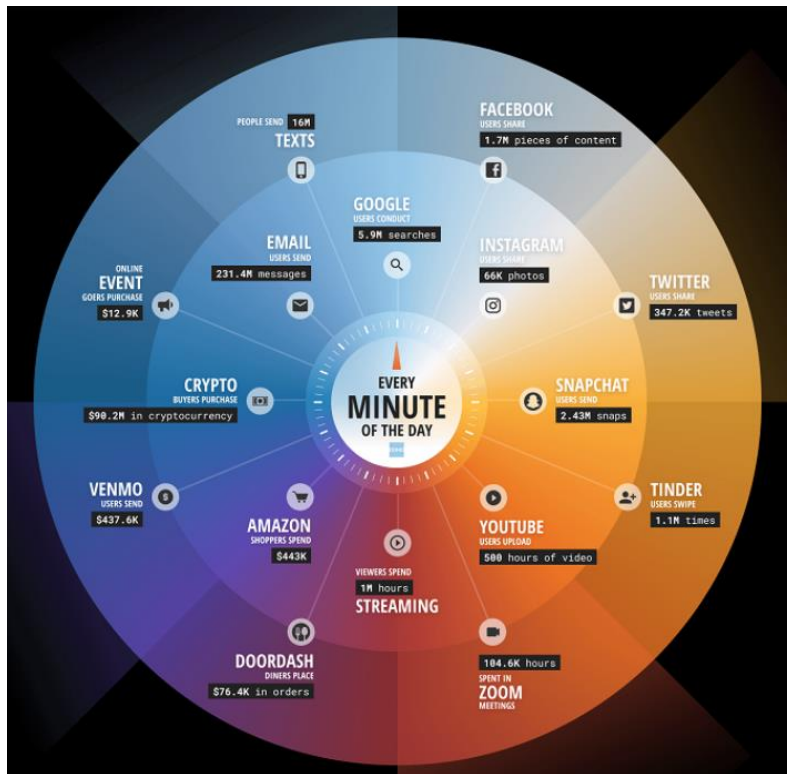 PEOPLE SEND 16M
TEXTS
FACEBOOK
USERS SHARE
1.7M pieces of content
GOOGLE
USERS CONDUCT
5.9M searches
EMAIL
USERS SEND
231.4M messages
INSTAGRAM
USERS SHARE
66K photos
ONLINE
EVENT
GOERS PURCHASE
$12.9K
TWITTER
USERS SHARE
347.2K tweets
CRYPTO
BUYERS PURCHASE
$90.2M in cryptocurrency
EVERY
MINUTE
OF THE DAY
SNAPCHAT
USERS SEND
2.43M snaps
VENMO
USERS SEND
$437.6K
AMAZON
SHOPPERS SPEND
$443K
VIEWERS SPEND
1M hours
STREAMING
YOUTUBE
USERS UPLOAD
500 hours of video
TINDER
USERS SWIPE
1.1M times
DOORDASH
DINERS PLACE
$76.4K in orders
104.6K hours
SPENT IN
ZOOM
MEETINGS